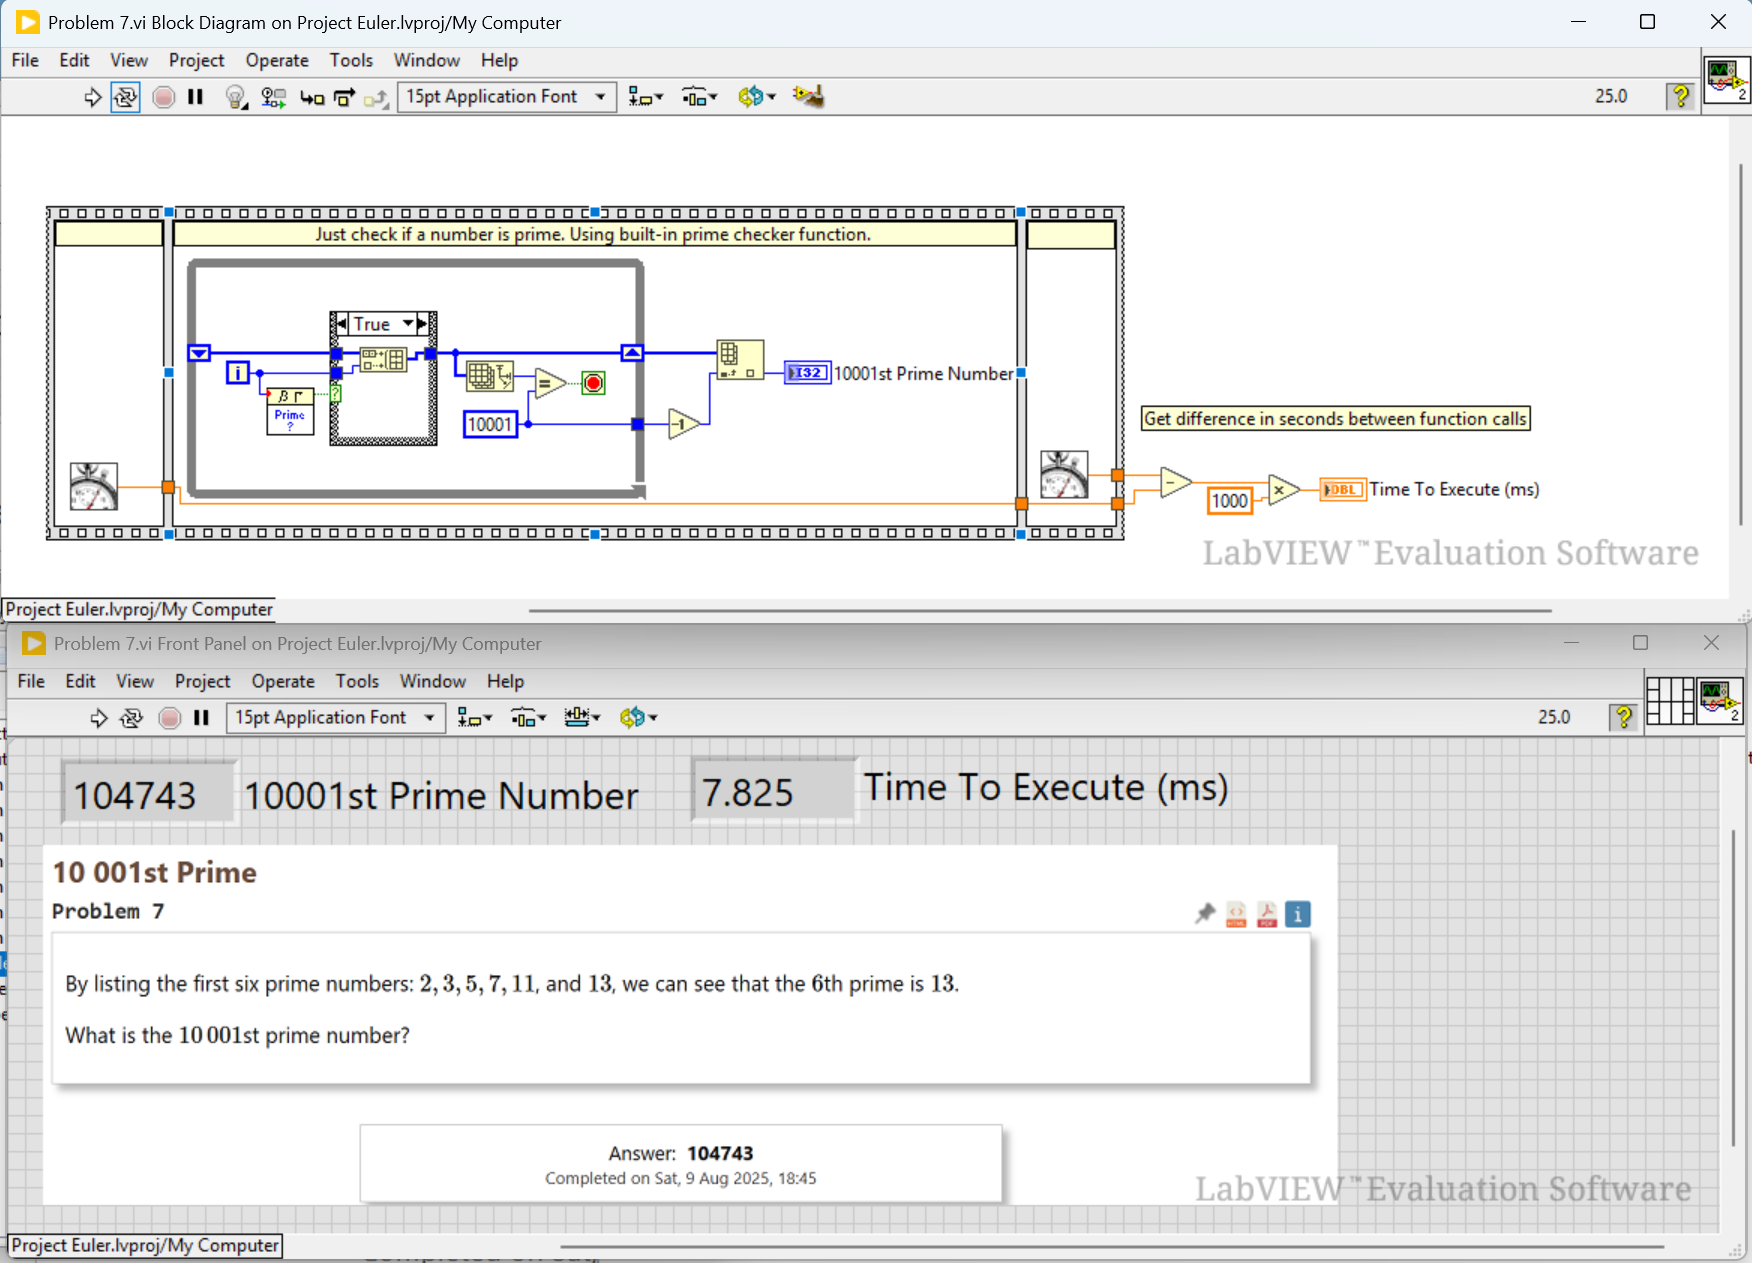 Problem 7.vi Block Diagram on Project Euler.lvproj/My Computer
File Edit View Project Operate Tools Window Help
15pt Application Font
25.0
?
2
Just check if a number is prime. Using built-in prime checker function.
True
i
β Γ
Prime
?
?
=
10001
-1
I32
10001st Prime Number
Get difference in seconds between function calls
-
1000
x
DBL
Time To Execute (ms)
LabVIEW™ Evaluation Software
Project Euler.lvproj/My Computer
Problem 7.vi Front Panel on Project Euler.lvproj/My Computer
File Edit View Project Operate Tools Window Help
15pt Application Font
25.0
?
2
104743
10001st Prime Number
7.825
Time To Execute (ms)
10 001st Prime
Problem 7
HTML
PDF
i
By listing the first six prime numbers: 2, 3, 5, 7, 11, and 13, we can see that the 6th prime is 13.
What is the 10 001st prime number?
Answer: 104743
Completed on Sat, 9 Aug 2025, 18:45
LabVIEW™ Evaluation Software
Project Euler.lvproj/My Computer